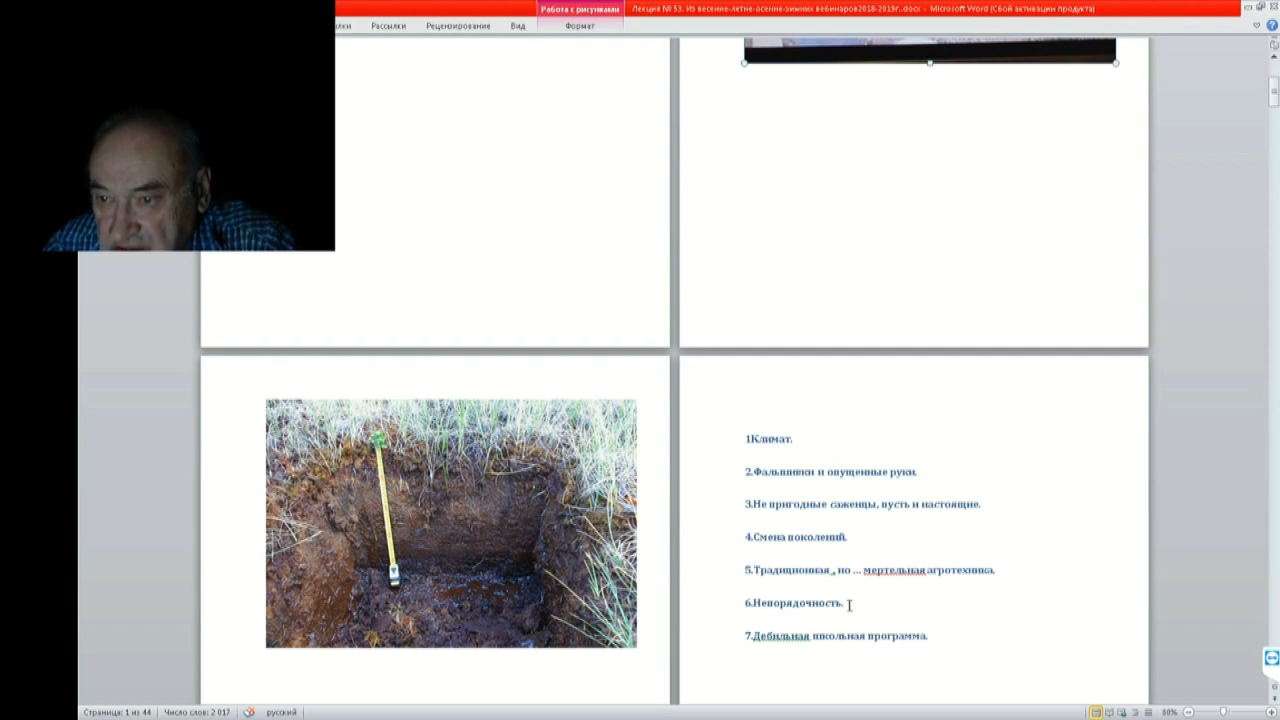 Работа с рисунками
Лекция № 53. Из весенне-летне-осенне-зимних вебинаров2018-2019г..docx - Microsoft Word (Сбой активации продукта)
лки Рассылки Рецензирование Вид Формат
1Климат.
2.Фальшивки и опущенные руки.
3.Не пригодные саженцы, пусть и настоящие.
4.Смена поколений.
5.Традиционная , но ... мертельная агротехника.
6.Непорядочность.
7.Дебильная школьная программа.
Страница: 1 из 44 Число слов: 2 017 русский 80%